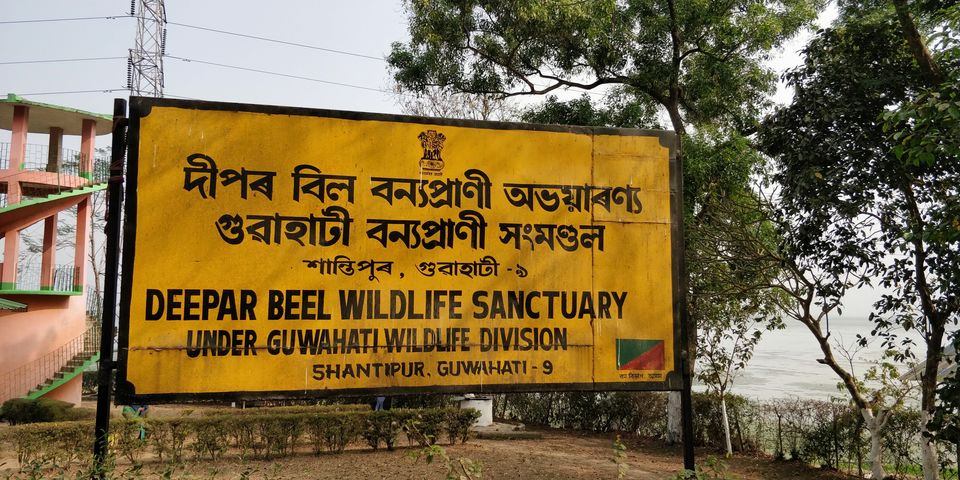 দীপৰ বিল বন্যপ্ৰাণী অভয়াৰণ্য
গুৱাহাটী বন্যপ্ৰাণী সংমণ্ডল
শান্তিপুৰ, গুৱাহাটী -৯
DEEPAR BEEL WILDLIFE SANCTUARY
UNDER GUWAHATI WILDLIFE DIVISION
SHANTIPUR, GUWAHATI - 9